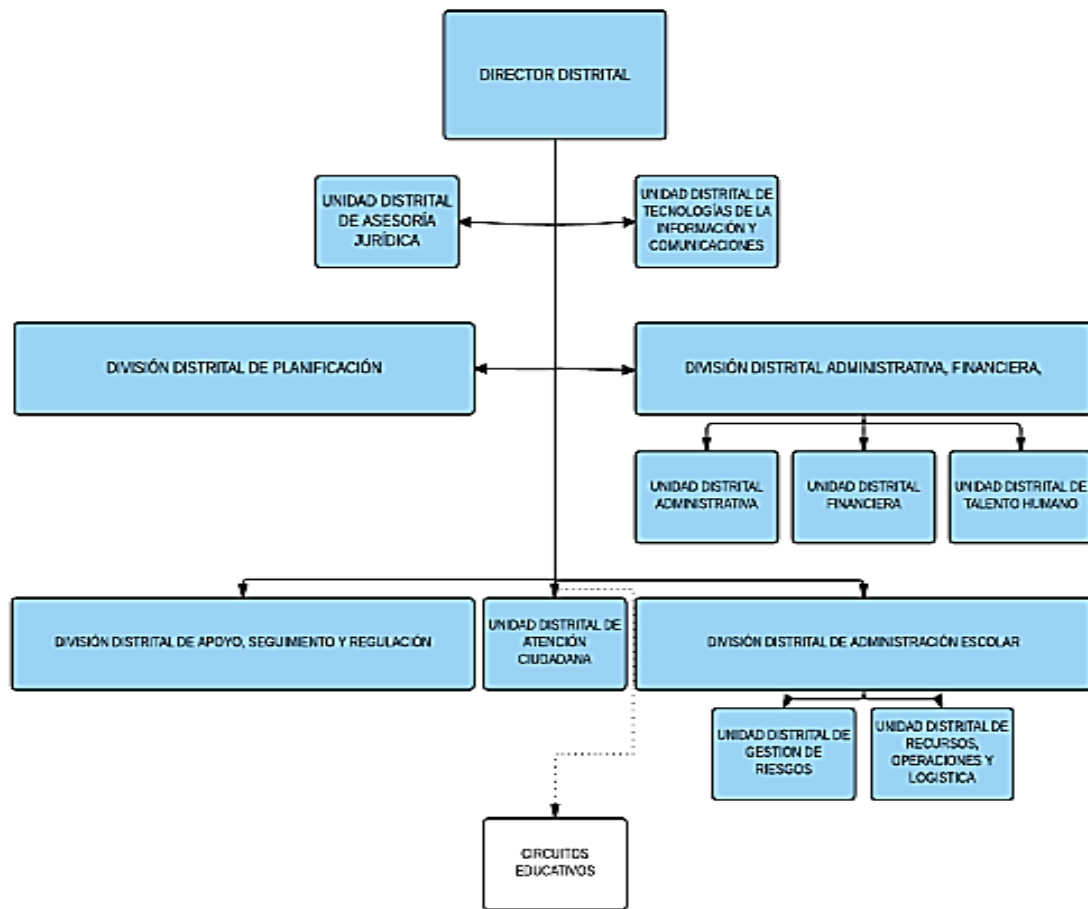 DIRECTOR DISTRITAL
UNIDAD DISTRITAL
DE ASESORÍA
JURÍDICA
UNIDAD DISTRITAL DE
TECNOLOGÍAS DE LA
INFORMACIÓN Y
COMUNICACIONES
DIVISIÓN DISTRITAL DE PLANIFICACIÓN
DIVISIÓN DISTRITAL ADMINISTRATIVA, FINANCIERA,
UNIDAD DISTRITAL
ADMINISTRATIVA
UNIDAD DISTRITAL
FINANCIERA
UNIDAD DISTRITAL DE
TALENTO HUMANO
DIVISIÓN DISTRITAL DE APOYO, SEGUIMIENTO Y REGULACIÓN
UNIDAD DISTRITAL DE
ATENCIÓN
CIUDADANA
DIVISIÓN DISTRITAL DE ADMINISTRACIÓN ESCOLAR
UNIDAD DISTRITAL DE
GESTION DE
RIESGOS
UNIDAD DISTRITAL DE
RECURSOS,
OPERACIONES Y
LOGISTICA
CIRCUITOS
EDUCATIVOS